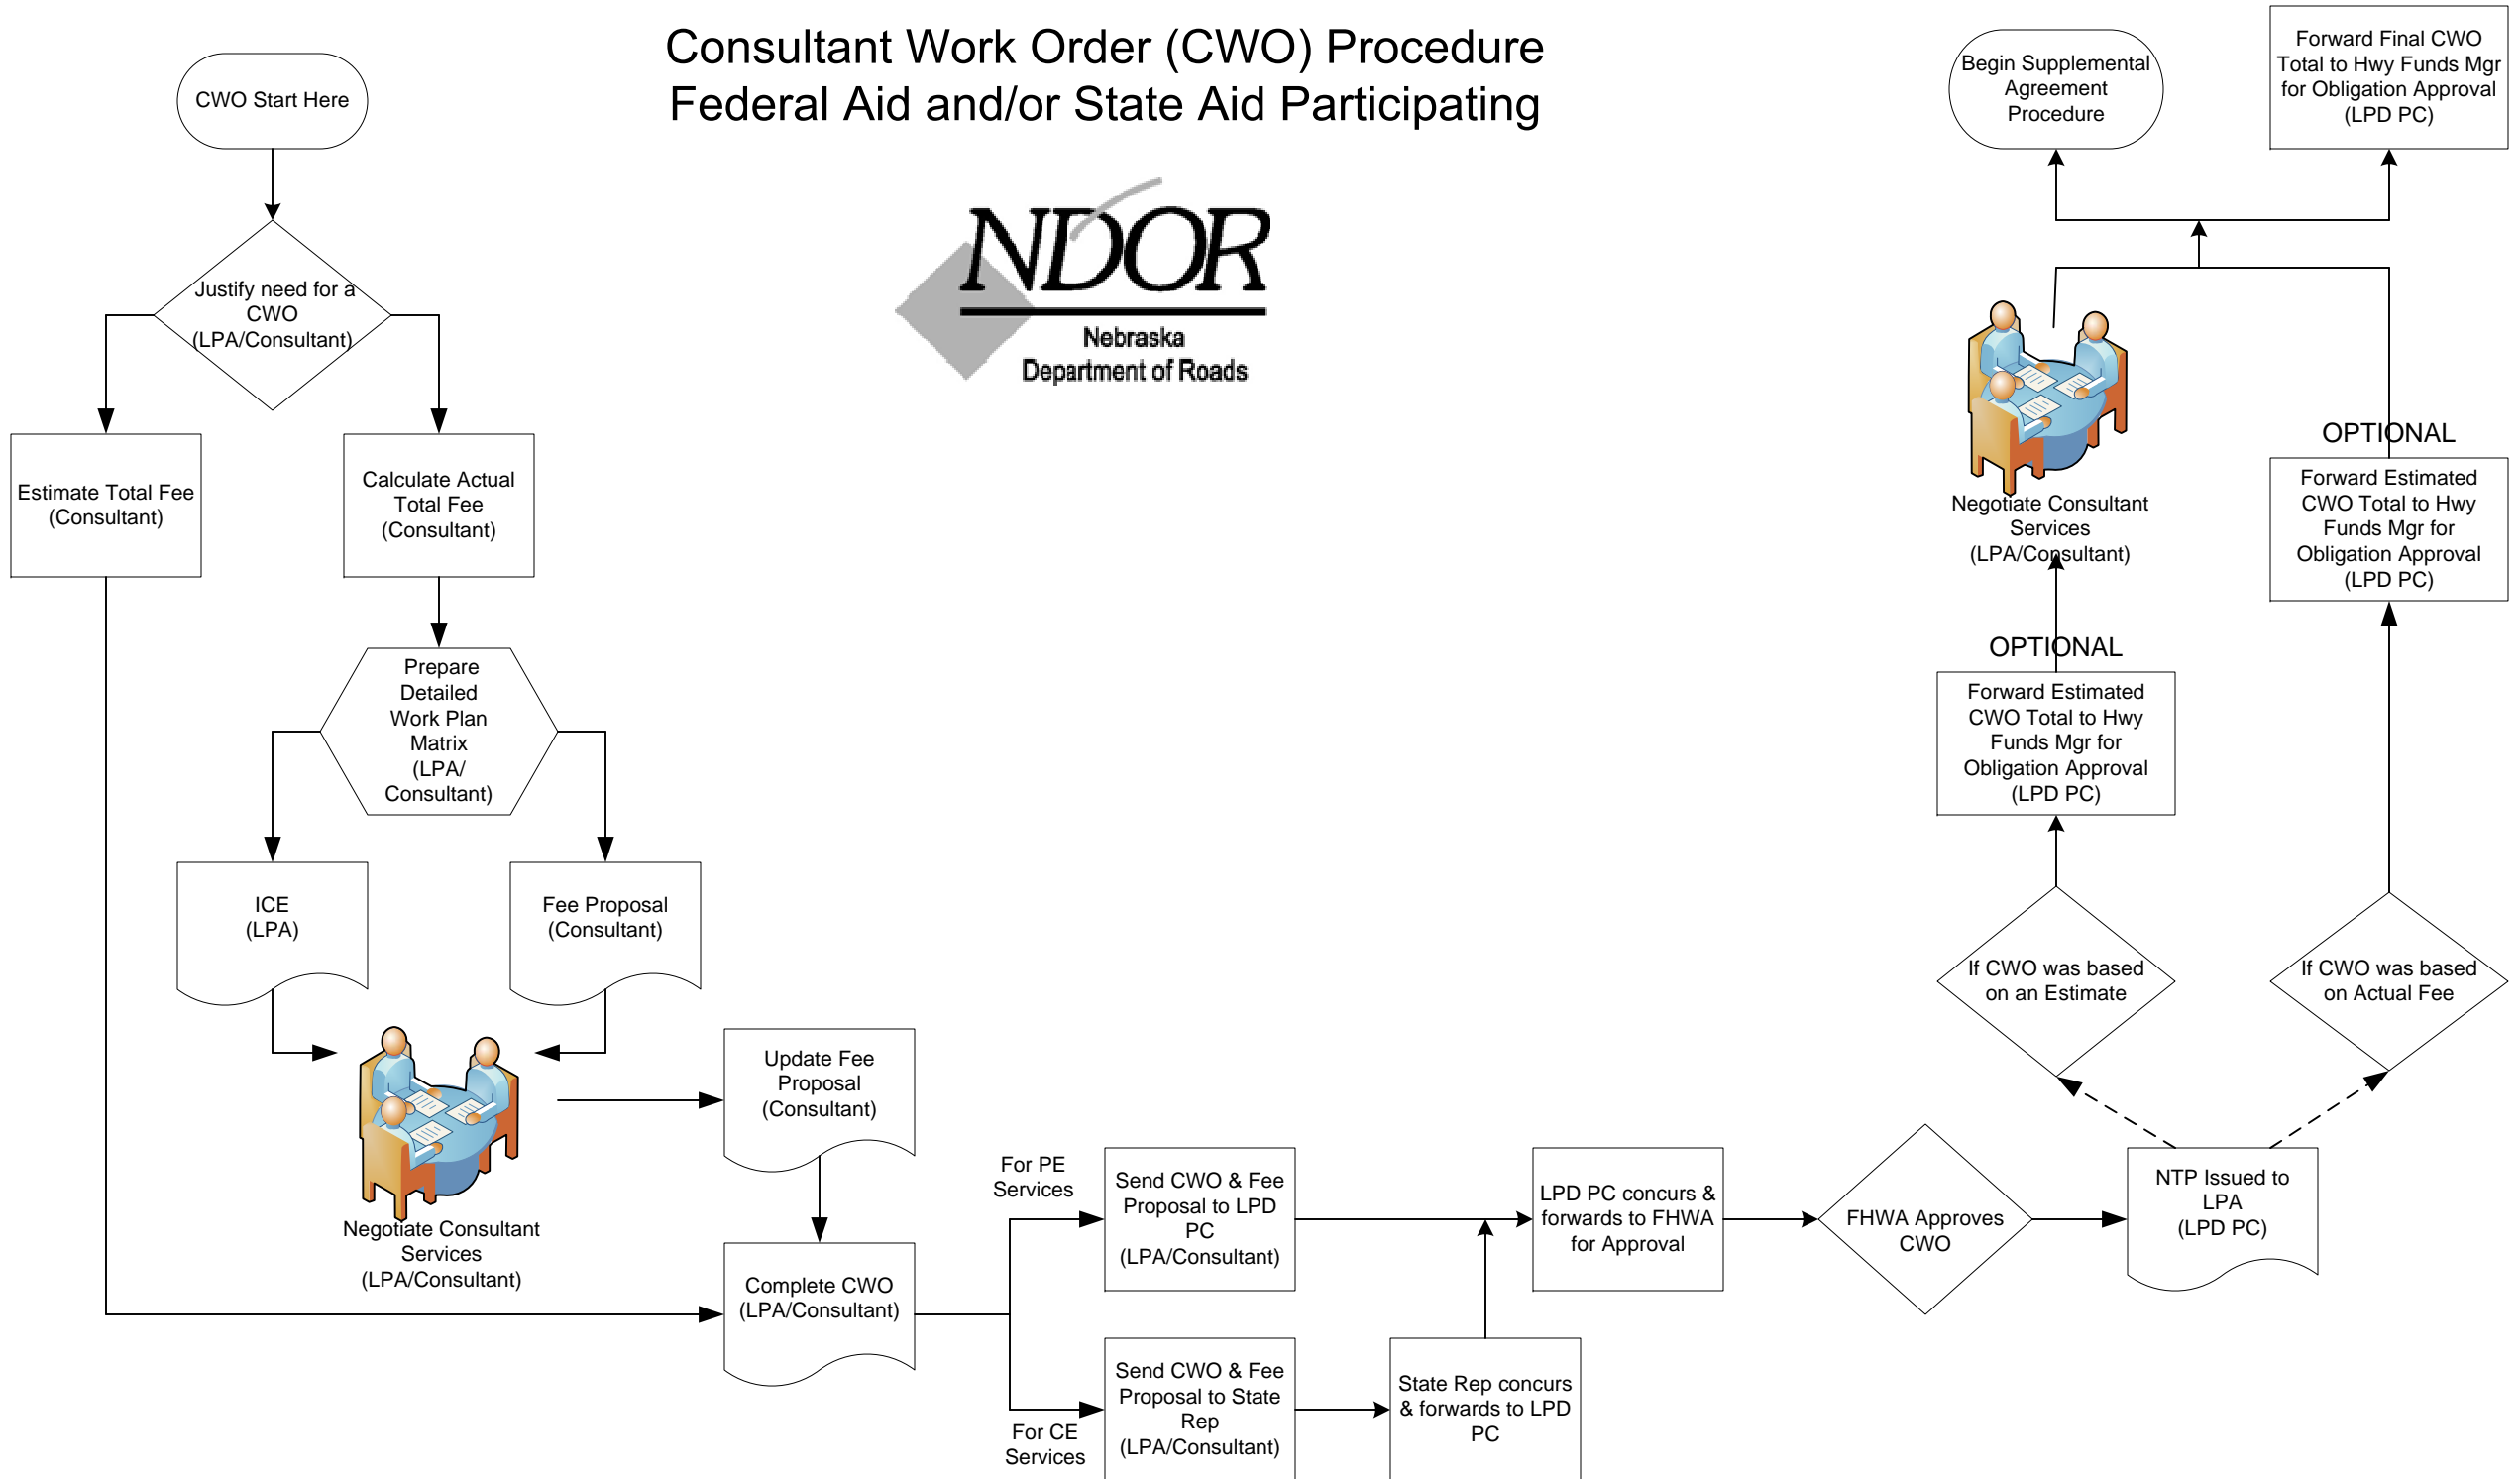 Consultant Work Order (CWO) Procedure
Federal Aid and/or State Aid Participating
NDOR
Nebraska
Department of Roads
CWO Start Here
Justify need for a
CWO
(LPA/Consultant)
Estimate Total Fee
(Consultant)
Calculate Actual
Total Fee
(Consultant)
Prepare
Detailed
Work Plan
Matrix
(LPA/
Consultant)
ICE
(LPA)
Fee Proposal
(Consultant)
Negotiate Consultant
Services
(LPA/Consultant)
Update Fee
Proposal
(Consultant)
Complete CWO
(LPA/Consultant)
For PE
Services
Send CWO & Fee
Proposal to LPD
PC
(LPA/Consultant)
For CE
Services
Send CWO & Fee
Proposal to State
Rep
(LPA/Consultant)
State Rep concurs
& forwards to LPD
PC
LPD PC concurs &
forwards to FHWA
for Approval
FHWA Approves
CWO
NTP Issued to
LPA
(LPD PC)
If CWO was based
on an Estimate
If CWO was based
on Actual Fee
OPTIONAL
Forward Estimated
CWO Total to Hwy
Funds Mgr for
Obligation Approval
(LPD PC)
Negotiate Consultant
Services
(LPA/Consultant)
OPTIONAL
Forward Estimated
CWO Total to Hwy
Funds Mgr for
Obligation Approval
(LPD PC)
Begin Supplemental
Agreement
Procedure
Forward Final CWO
Total to Hwy Funds Mgr
for Obligation Approval
(LPD PC)